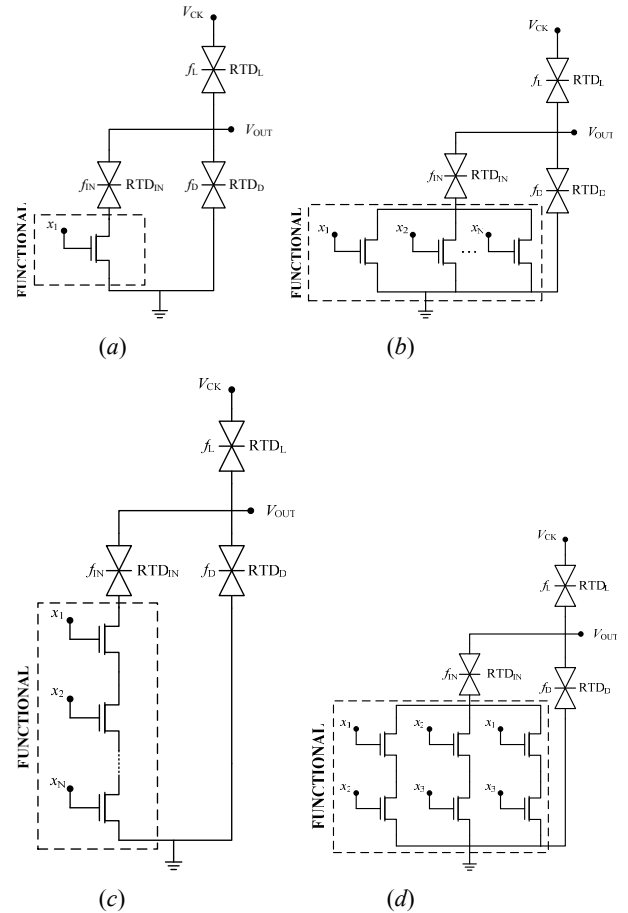 V_CK
f_L RTD_L
V_OUT
f_IN RTD_IN f_D RTD_D
FUNCTIONAL
x_1
(a)
V_CK
f_L RTD_L
V_OUT
f_IN RTD_IN
f_D RTD_D
FUNCTIONAL
x_1 x_2 ... x_N
(b)
V_CK
f_L RTD_L
V_OUT
f_IN RTD_IN f_D RTD_D
FUNCTIONAL
x_1
x_2
x_N
(c)
V_CK
f_L RTD_L
V_OUT
f_IN RTD_IN
f_D RTD_D
FUNCTIONAL
x_1 x_2 x_1
x_2 x_3 x_3
(d)